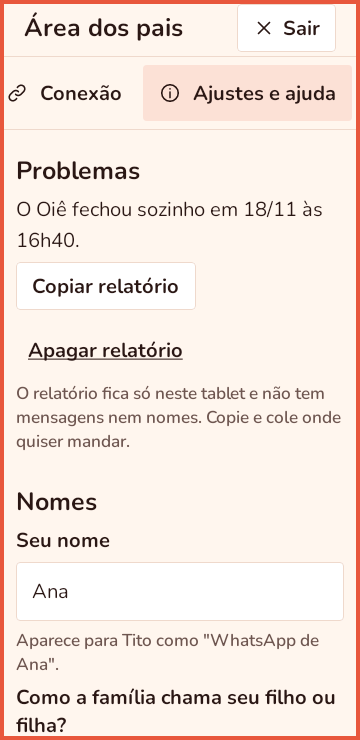 Área dos pais
Sair
Conexão
Ajustes e ajuda
Problemas
O Oiê fechou sozinho em 18/11 às
16h40.
Copiar relatório
Apagar relatório
O relatório fica só neste tablet e não tem
mensagens nem nomes. Copie e cole onde
quiser mandar.
Nomes
Seu nome
Ana
Aparece para Tito como "WhatsApp de
Ana".
Como a família chama seu filho ou
filha?